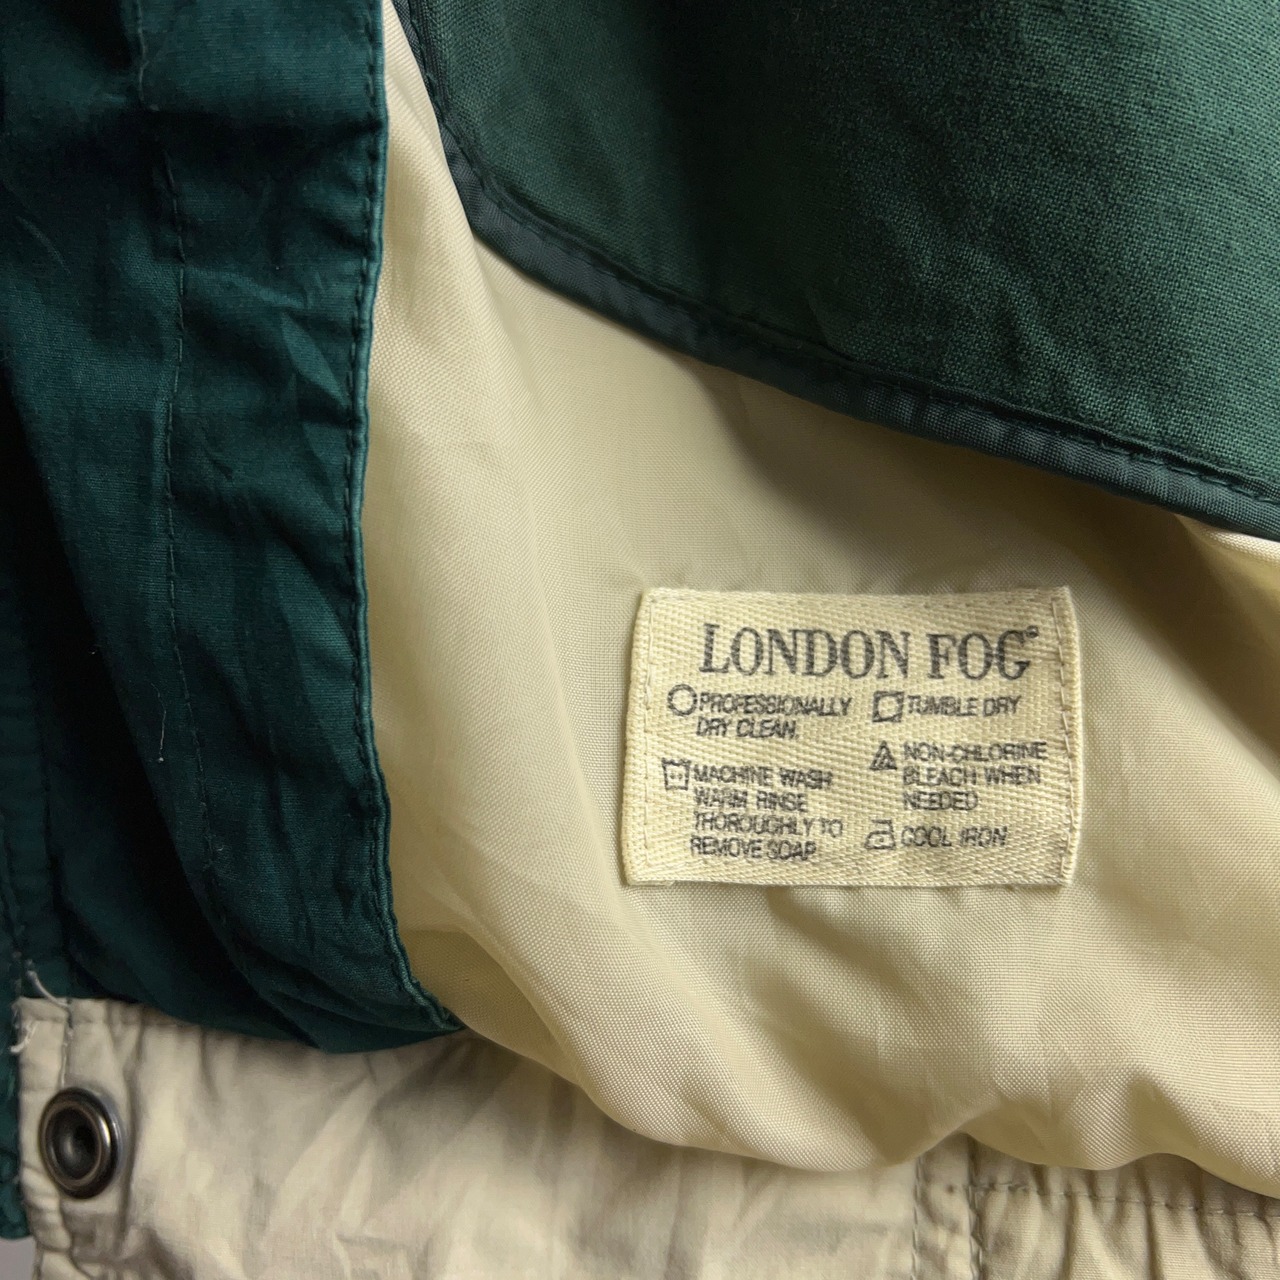 LONDON FOG®
PROFESSIONALLY
DRY CLEAN
MACHINE WASH
WARM RINSE
THOROUGHLY TO
REMOVE SOAP
TUMBLE DRY
NON-CHLORINE
BLEACH WHEN
NEEDED
COOL IRON